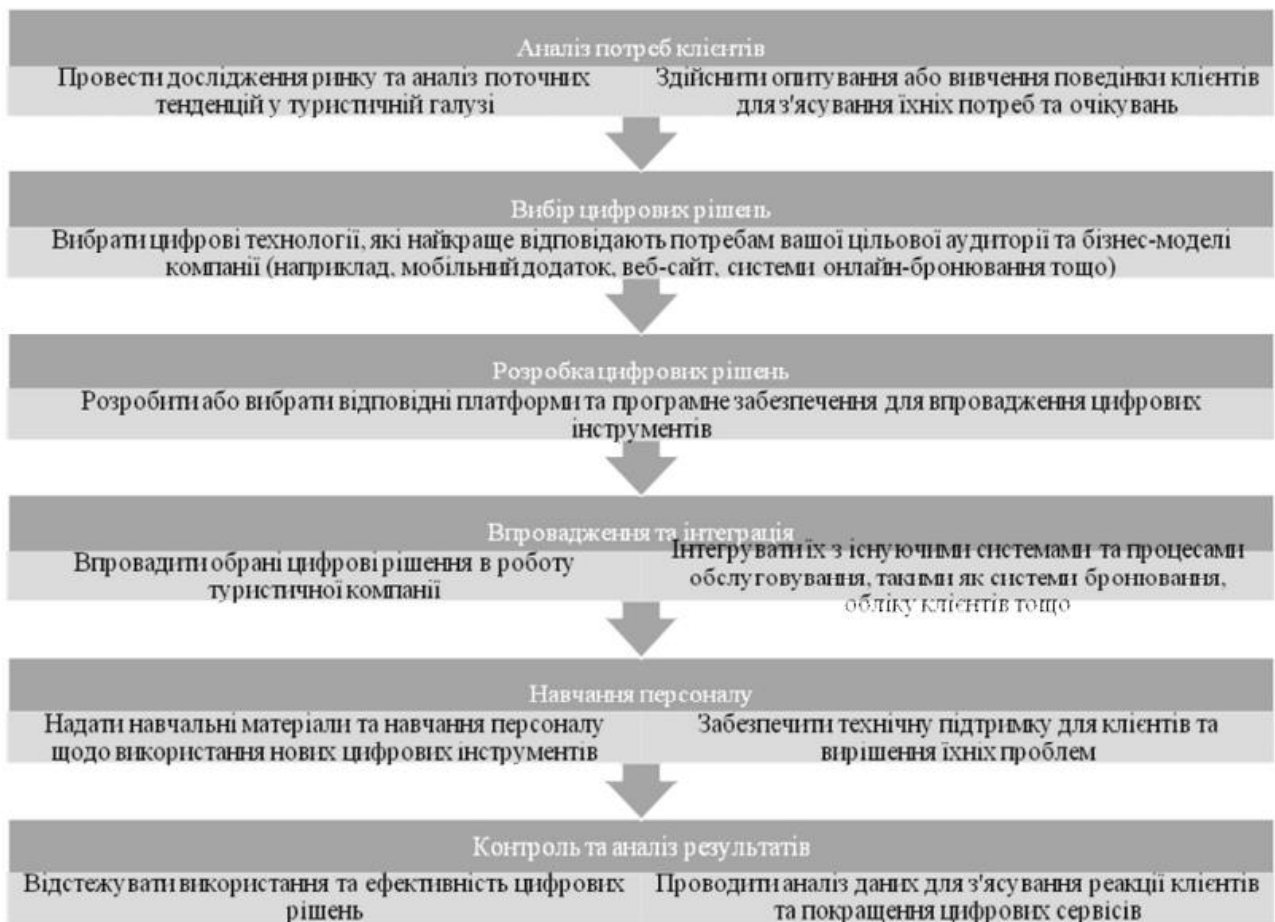 Аналіз потреб клієнтів
Провести дослідження ринку та аналіз поточних
тенденцій у туристичній галузі
Здійснити опитування або вивчення поведінки клієнтів
для з'ясування їхніх потреб та очікувань
Вибір цифрових рішень
Вибрати цифрові технології, які найкраще відповідають потребам вашої цільової аудиторії та бізнес-моделі
компанії (наприклад, мобільний додаток, веб-сайт, системи онлайн-бронювання тощо)
Розробка цифрових рішень
Розробити або вибрати відповідні платформи та програмне забезпечення для впровадження цифрових
інструментів
Впровадження та інтеграція
Впровадити обрані цифрові рішення в роботу
туристичної компанії
Інтегрувати їх з існуючими системами та процесами
обслуговування, такими як системи бронювання,
обліку клієнтів тощо
Навчання персоналу
Надати навчальні матеріали та навчання персоналу
щодо використання нових цифрових інструментів
Забезпечити технічну підтримку для клієнтів та
вирішення їхніх проблем
Контроль та аналіз результатів
Відстежувати використання та ефективність цифрових
рішень
Проводити аналіз даних для з'ясування реакції клієнтів
та покращення цифрових сервісів